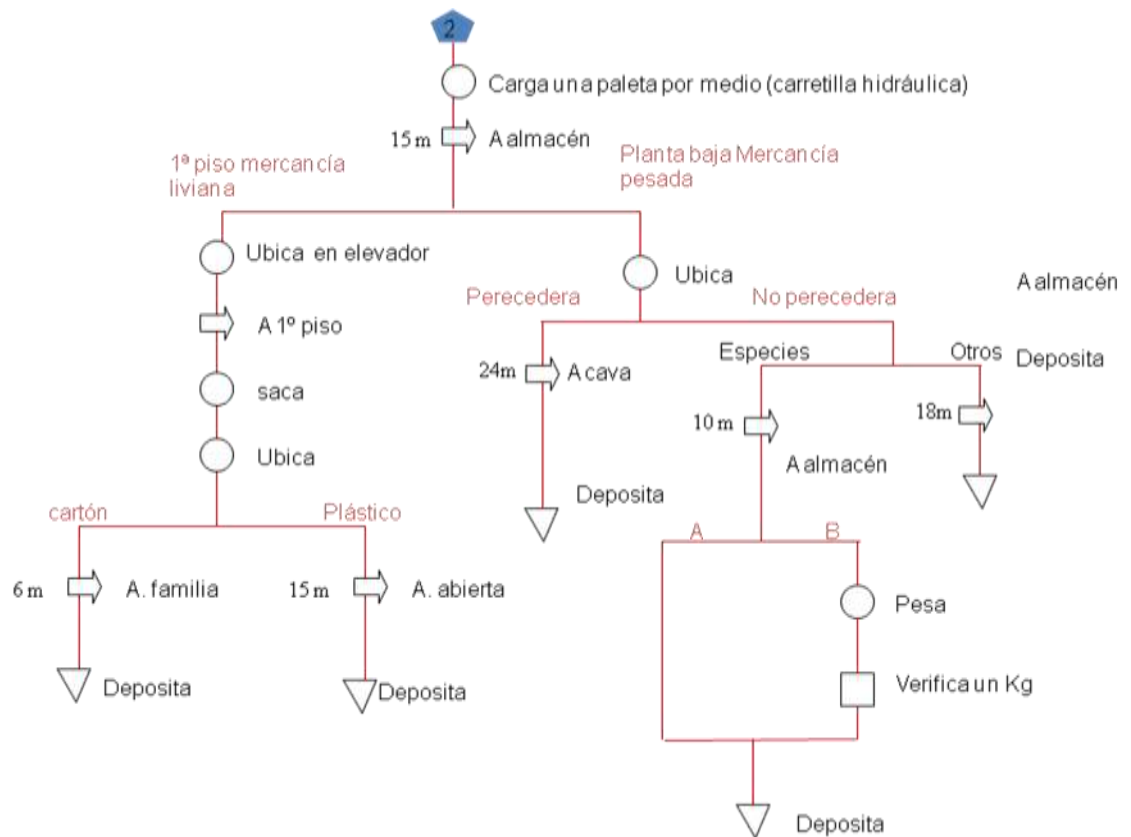 2
Carga una paleta por medio (carretilla hidráulica)
15 m
A almacén
1ª piso mercancía
liviana
Planta baja Mercancía
pesada
Ubica en elevador
Ubica
A almacén
Perecedera
No perecedera
A 1º piso
Especies
Otros
Deposita
24m
A cava
saca
10 m
18m
Ubica
A almacén
Deposita
cartón
Plástico
A
B
6 m
A. familia
15 m
A. abierta
Pesa
Deposita
Deposita
Verifica un Kg
Deposita